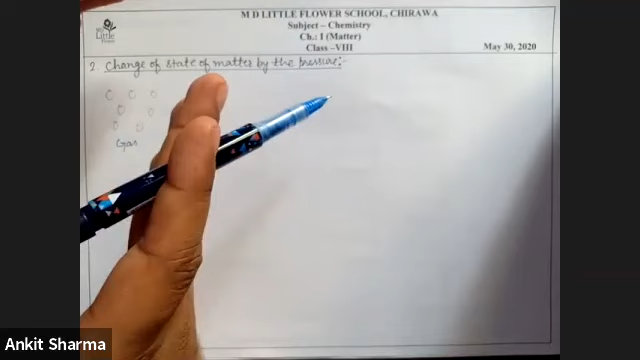 M D LITTLE FLOWER SCHOOL, CHIRAWA
Subject – Chemistry
Ch.: I (Matter)
Class –VIII
May 30, 2020
Little
2 Change of state of matter by the pressure:-
Gas
Ankit Sharma